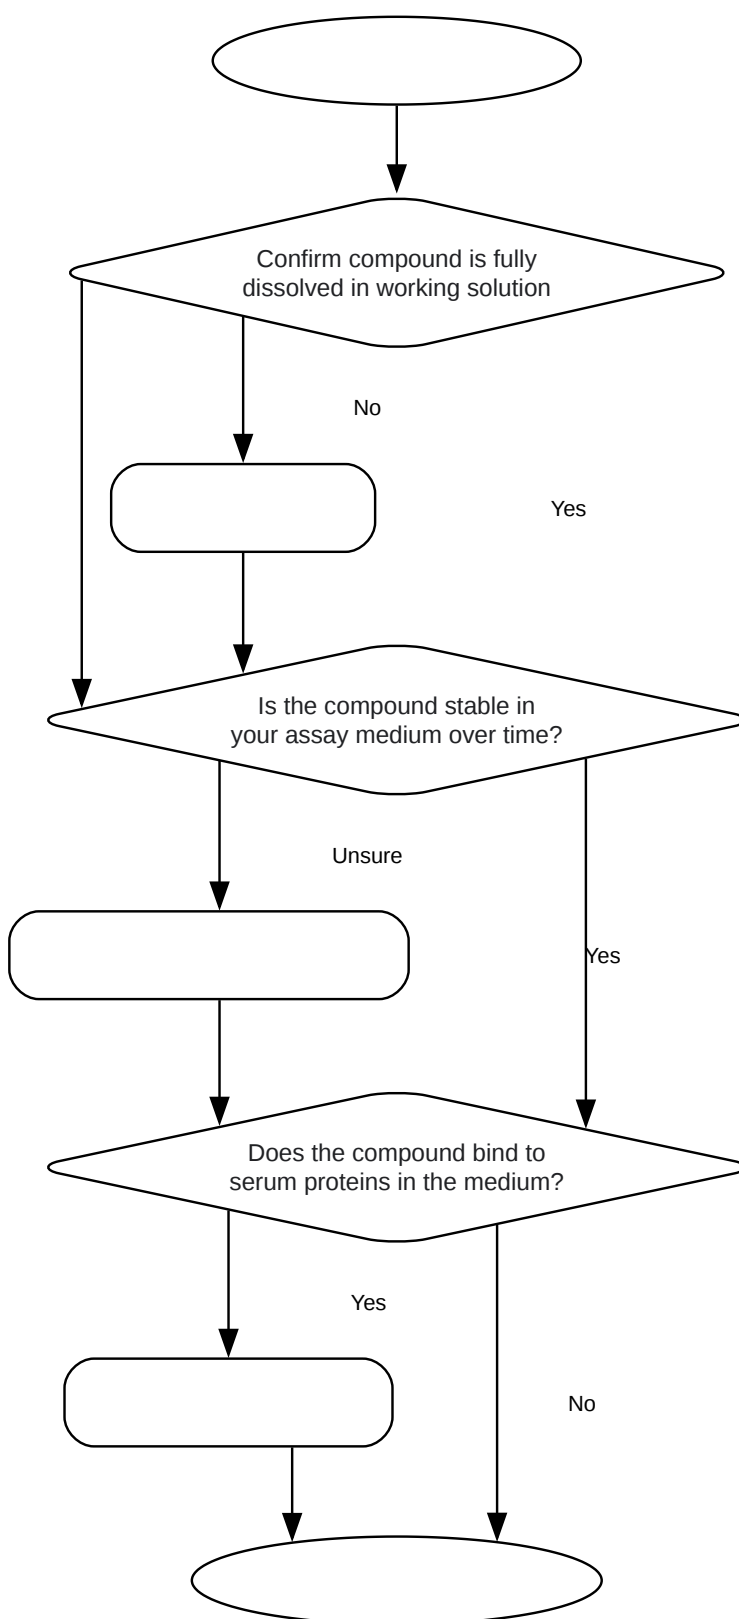 Confirm compound is fully
dissolved in working solution
No
Yes
Is the compound stable in
your assay medium over time?
Unsure
Yes
Does the compound bind to
serum proteins in the medium?
Yes
No